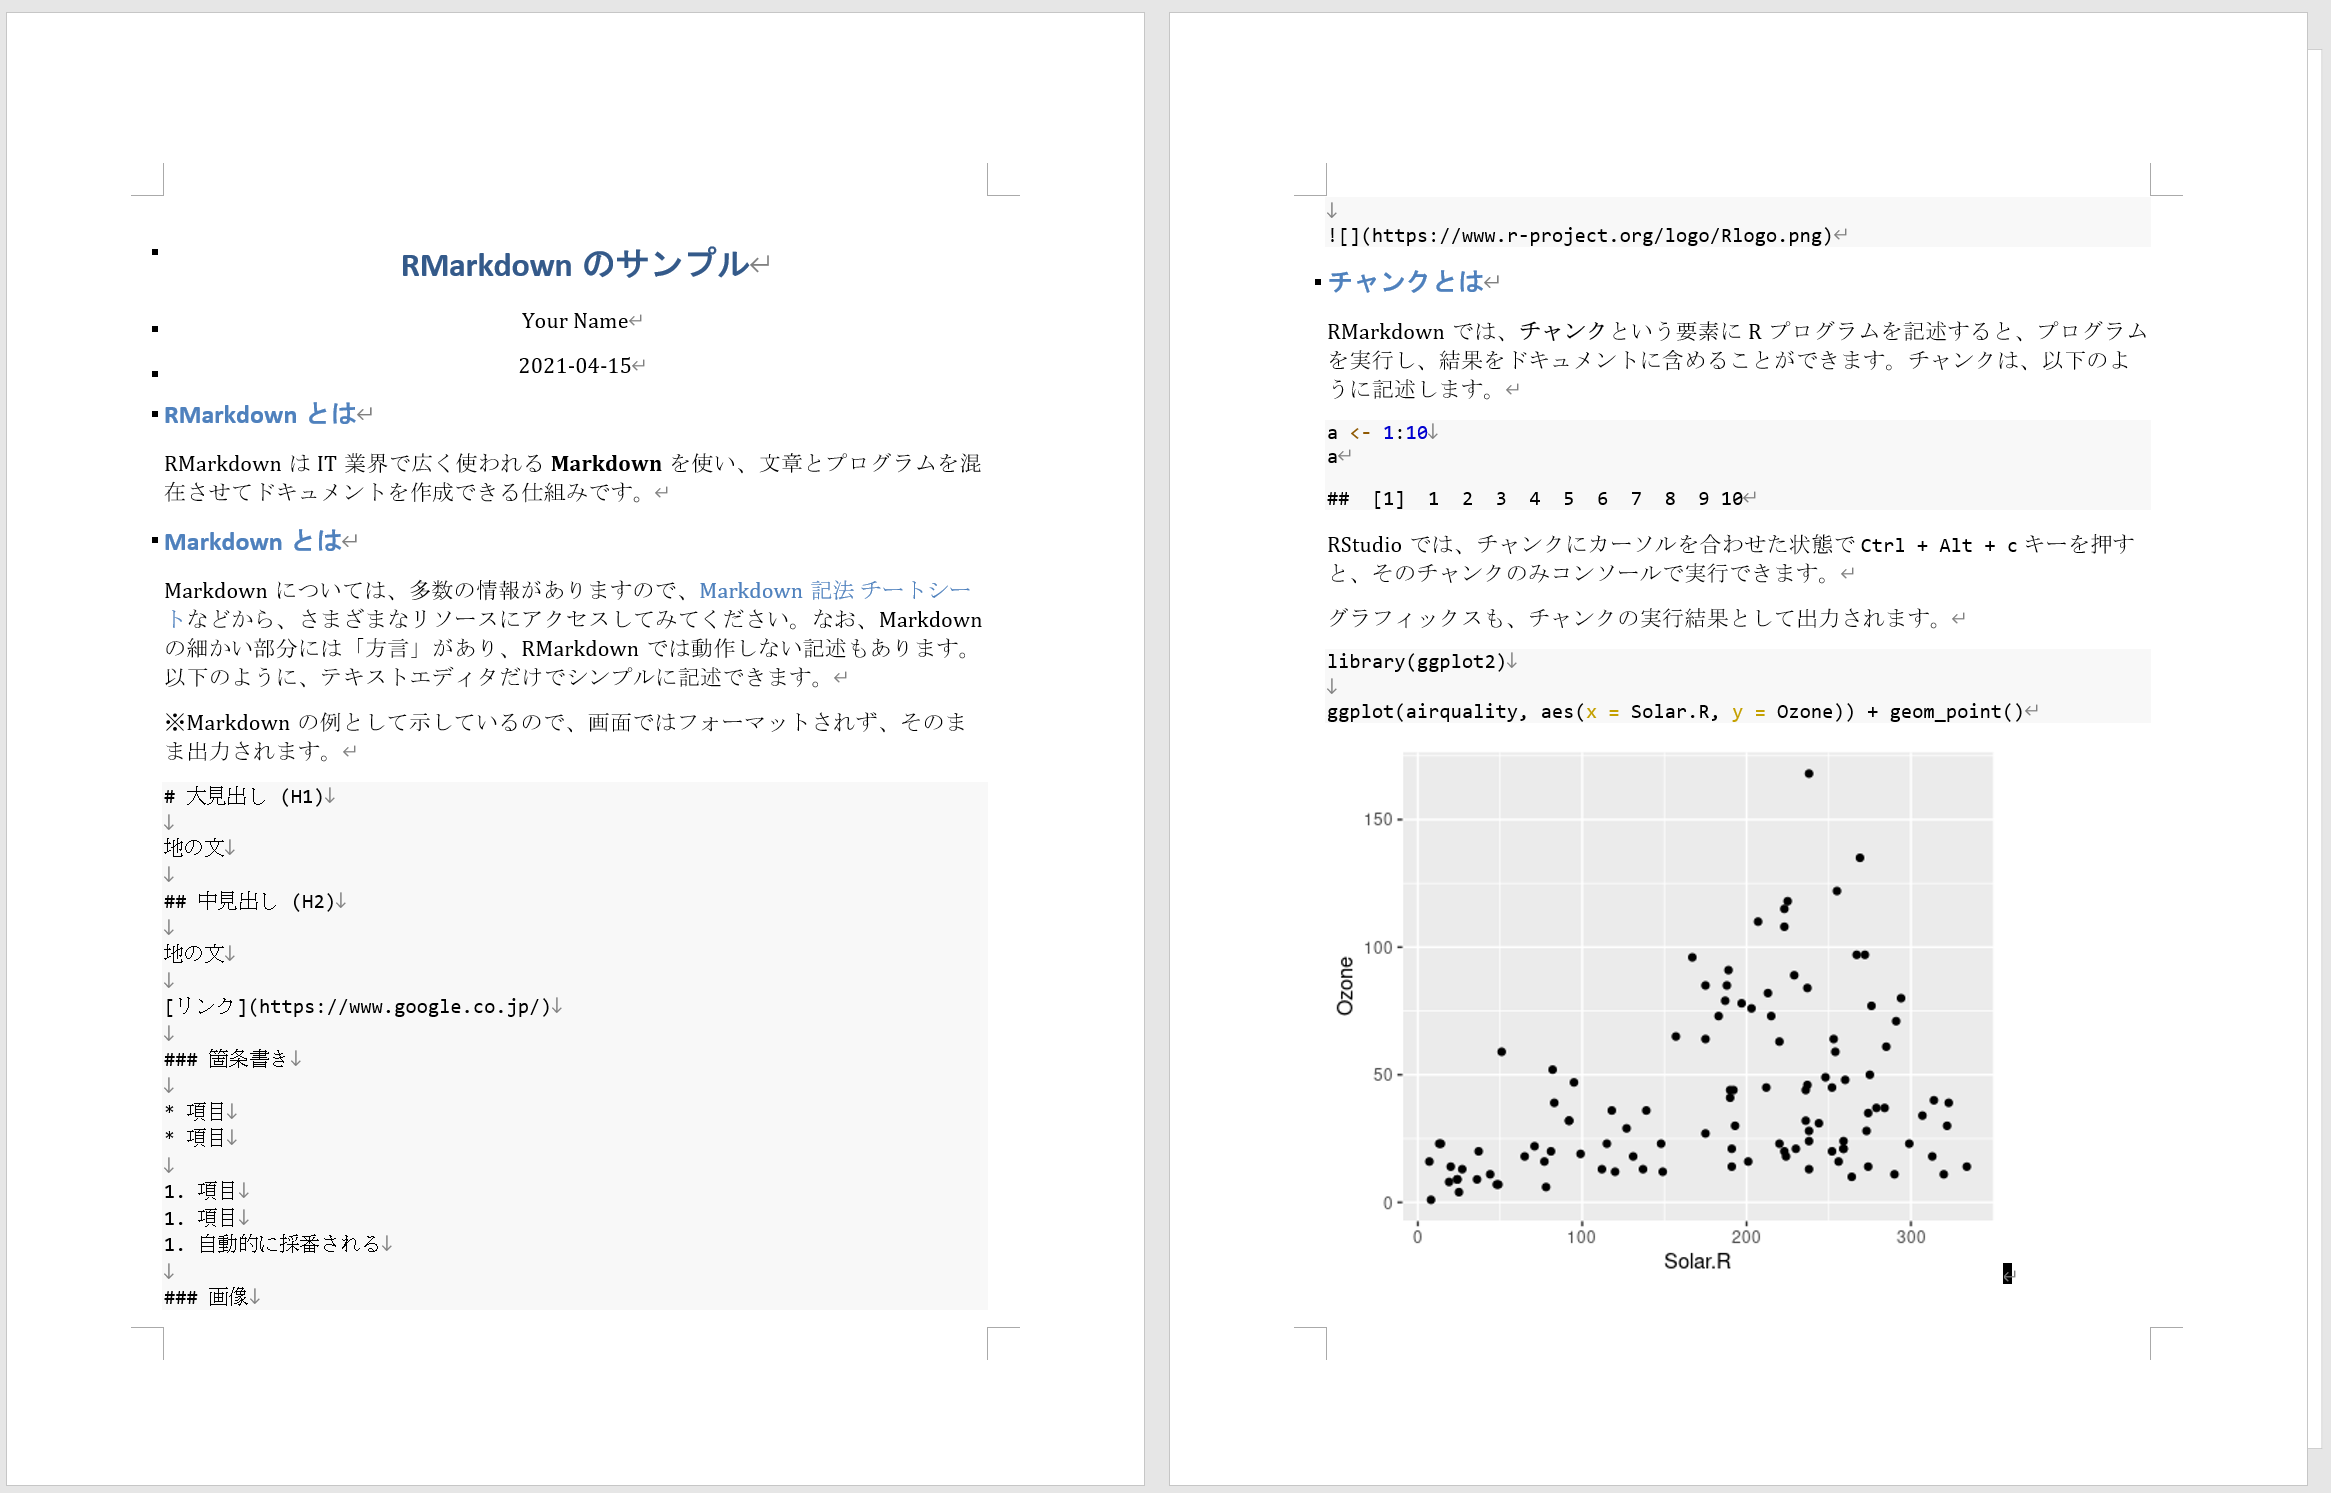 RMarkdown のサンプル
Your Name
2021-04-15
RMarkdown とは
RMarkdown は IT 業界で広く使われる Markdown を使い、文章とプログラムを混
在させてドキュメントを作成できる仕組みです。
Markdown とは
Markdown については、多数の情報がありますので、Markdown 記法 チートシー
トなどから、さまざまなリソースにアクセスしてみてください。なお、Markdown
の細かい部分には「方言」があり、RMarkdown では動作しない記述もあります。
以下のように、テキストエディタだけでシンプルに記述できます。
※Markdown の例として示しているので、画面ではフォーマットされず、そのま
ま出力されます。
# 大見出し (H1)
地の文
## 中見出し (H2)
地の文
[リンク](https://www.google.co.jp/)
### 箇条書き
* 項目
* 項目
1. 項目
1. 項目
1. 自動的に採番される
### 画像
![](https://www.r-project.org/logo/Rlogo.png)
チャンクとは
RMarkdown では、チャンクという要素に R プログラムを記述すると、プログラム
を実行し、結果をドキュメントに含めることができます。チャンクは、以下のよ
うに記述します。
a <- 1:10
a
##  [1]  1  2  3  4  5  6  7  8  9 10
RStudio では、チャンクにカーソルを合わせた状態で Ctrl + Alt + c キーを押す
と、そのチャンクのみコンソールで実行できます。
グラフィックスも、チャンクの実行結果として出力されます。
library(ggplot2)
ggplot(airquality, aes(x = Solar.R, y = Ozone)) + geom_point()
150
100
50
0
Ozone
0 100 200 300
Solar.R